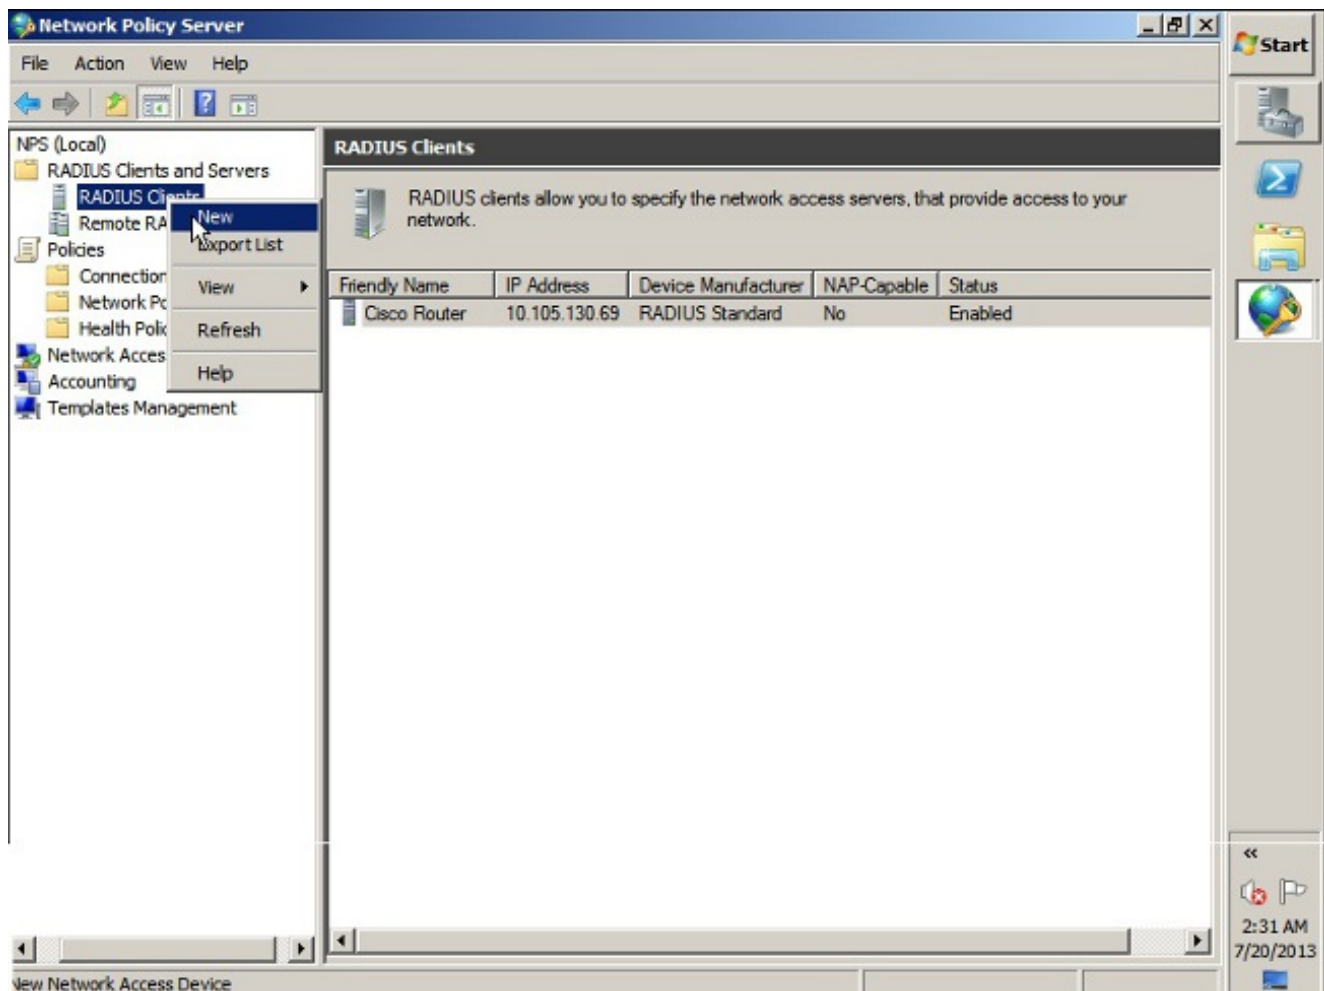 Network Policy Server
Start
File Action View Help
NPS (Local)
RADIUS Clients and Servers
RADIUS Clients
Remote RA
Policies
Connection
Network Po
Health Polic
Network Acces
Accounting
Templates Management
New
Export List
View
Refresh
Help
RADIUS Clients
RADIUS clients allow you to specify the network access servers, that provide access to your
network.
Friendly Name IP Address Device Manufacturer NAP-Capable Status
Cisco Router 10.105.130.69 RADIUS Standard No Enabled
2:31 AM
7/20/2013
New Network Access Device